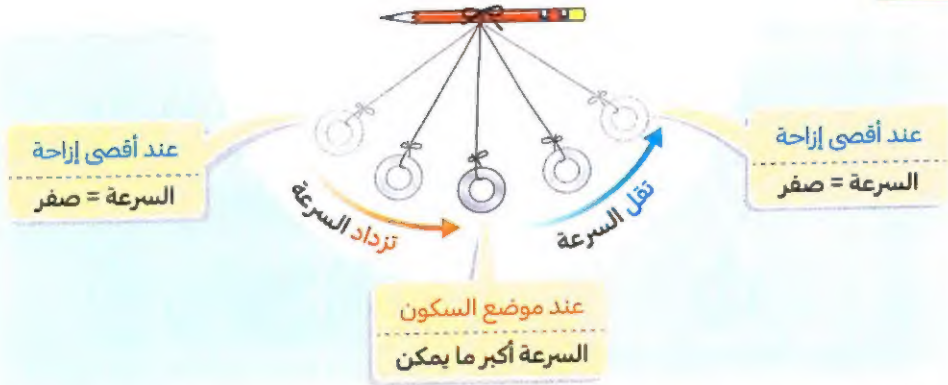 عند أقصى إزاحة
السرعة = صفر
عند أقصى إزاحة
السرعة = صفر
تقل السرعة
تزداد السرعة
عند موضع السكون
السرعة أكبر ما يمكن